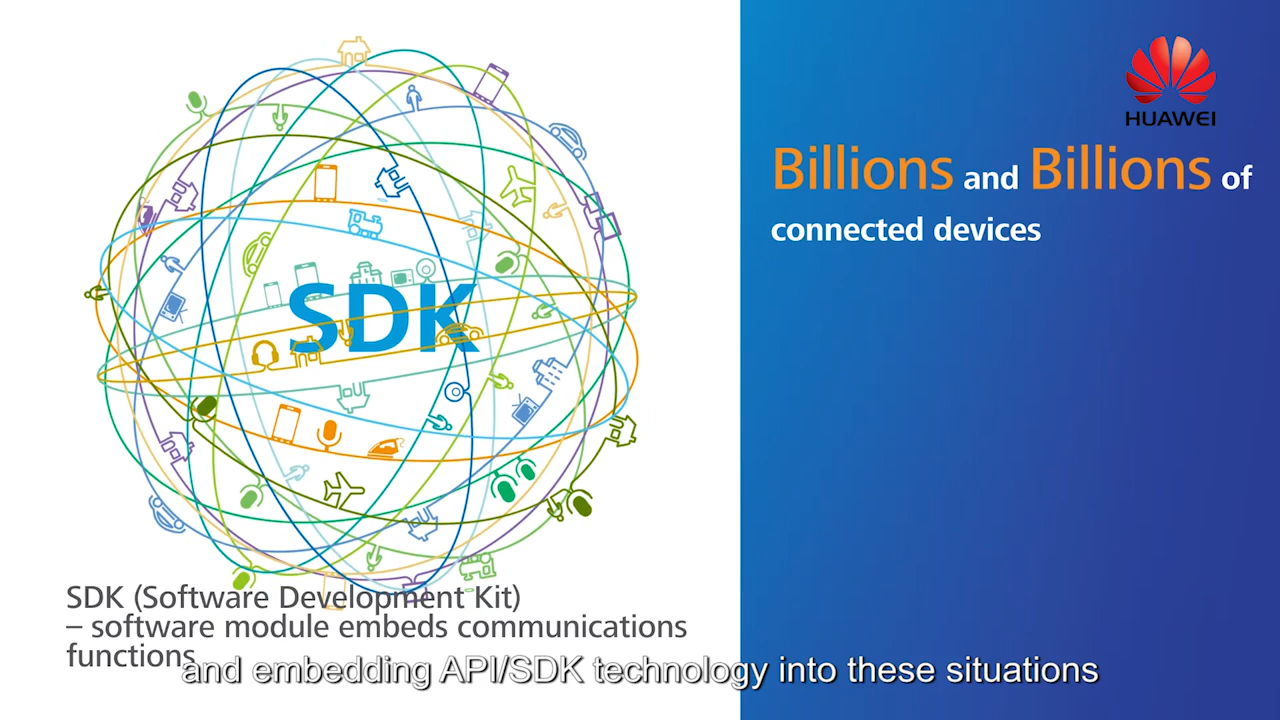 SDK
SDK (Software Development Kit)
– software module embeds communications
functions
HUAWEI
Billions and Billions of
connected devices
and embedding API/SDK technology into these situations